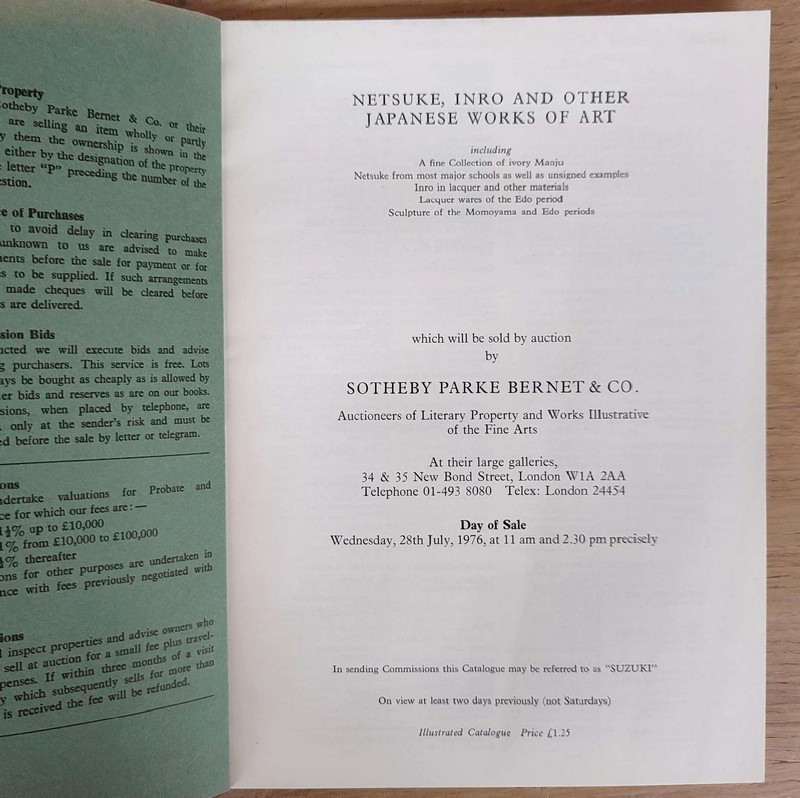 roperty
otheby Parke Bernet & Co. or their
are selling an item wholly or partly
y them the ownership is shown in the
either by the designation of the property
letter "P" preceding the number of the
estion.
e of Purchases
to avoid delay in clearing purchases
unknown to us are advised to make
ments before the sale for payment or for
es to be supplied. If such arrangements
made cheques will be cleared before
s are delivered.
sion Bids
ucted we will execute bids and advise
g purchasers. This service is free. Lots
ays be bought as cheaply as is allowed by
er bids and reserves as are on our books.
sions, when placed by telephone, are
only at the sender's risk and must be
ed before the sale by letter or telegram.
ons
ndertake valuations for Probate and
ce for which our fees are:—
1½% up to £10,000
1% from £10,000 to £100,000
½% thereafter
ons for other purposes are undertaken in
nce with fees previously negotiated with
ions
l inspect properties and advise owners who
sell at auction for a small fee plus travel-
penses. If within three months of a visit
y which subsequently sells for more than
is received the fee will be refunded.
NETSUKE, INRO AND OTHER
JAPANESE WORKS OF ART
including
A fine Collection of ivory Manju
Netsuke from most major schools as well as unsigned examples
Inro in lacquer and other materials
Lacquer wares of the Edo period
Sculpture of the Momoyama and Edo periods
which will be sold by auction
by
SOTHEBY PARKE BERNET & CO.
Auctioneers of Literary Property and Works Illustrative
of the Fine Arts
At their large galleries,
34 & 35 New Bond Street, London W1A 2AA
Telephone 01-493 8080 Telex: London 24454
Day of Sale
Wednesday, 28th July, 1976, at 11 am and 2.30 pm precisely
In sending Commissions this Catalogue may be referred to as "SUZUKI"
On view at least two days previously (not Saturdays)
Illustrated Catalogue Price £1.25